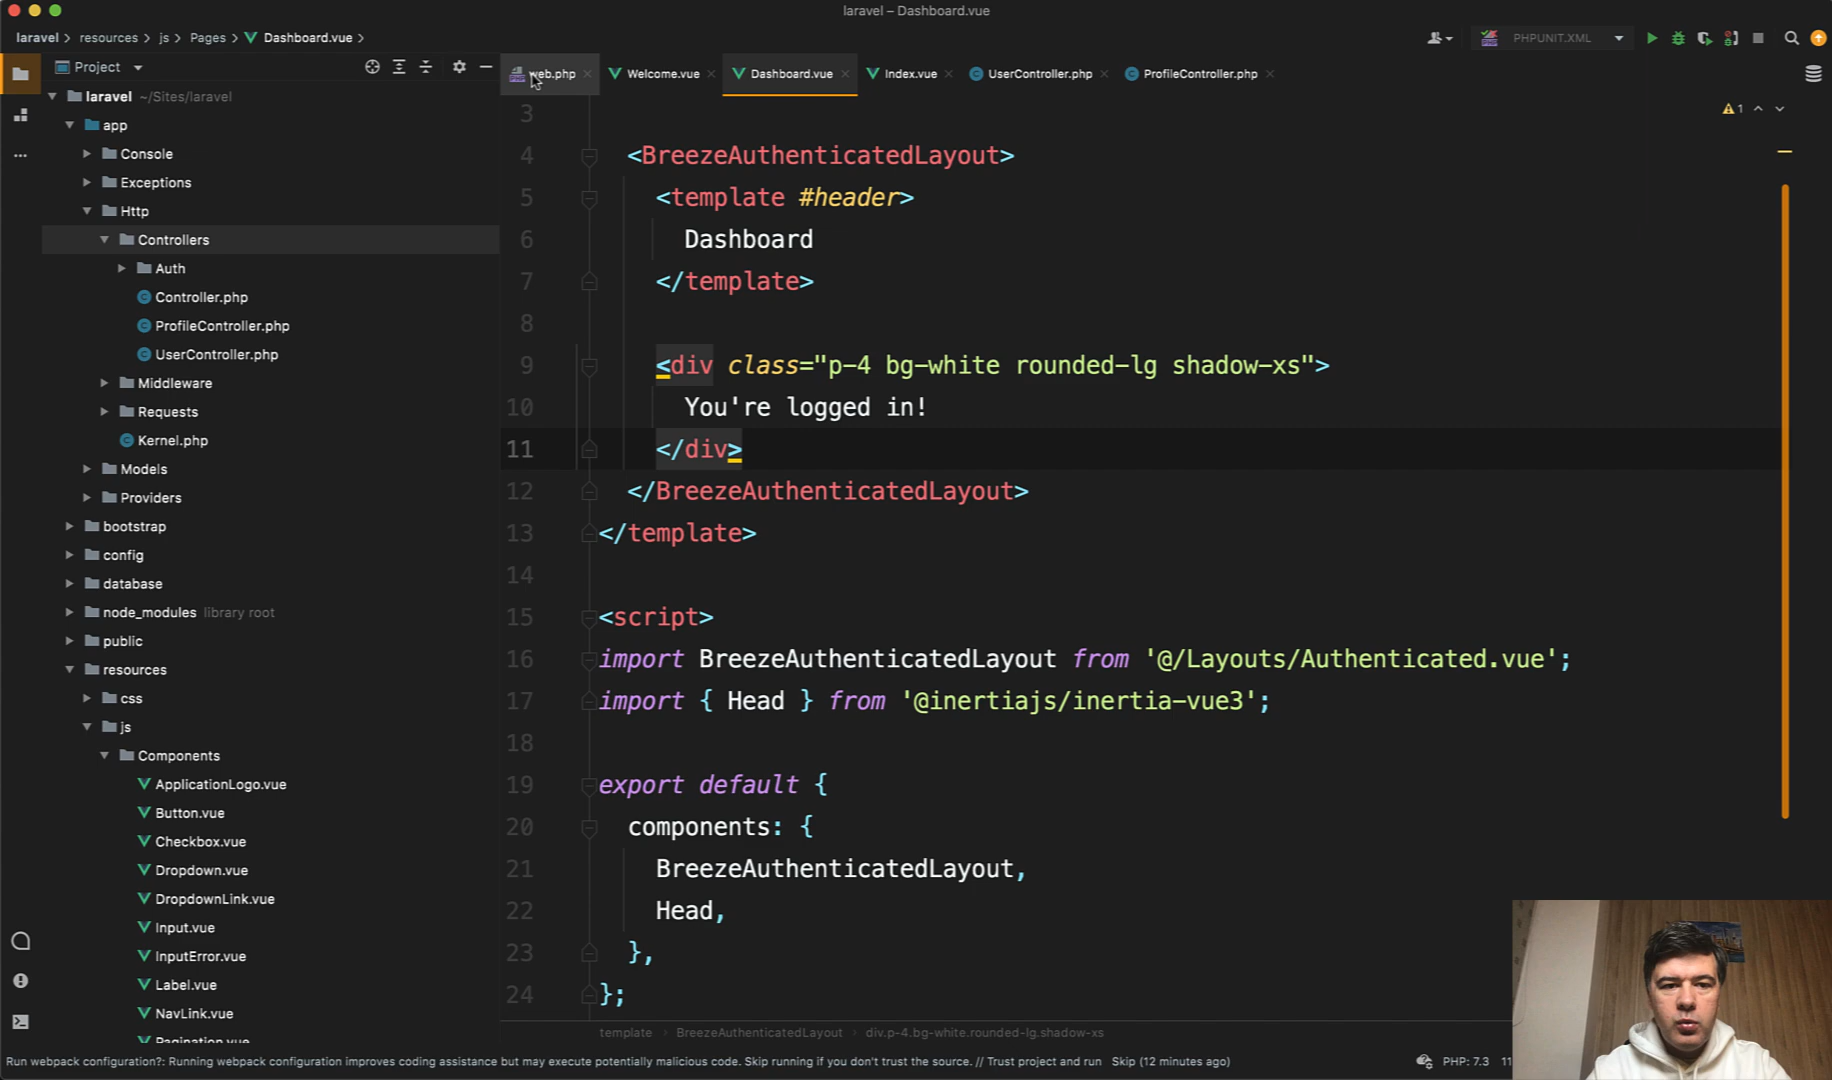 laravel – Dashboard.vue
laravel > resources > js > Pages > Dashboard.vue >
PHPUNIT.XML
Project
web.php
Welcome.vue
Dashboard.vue
Index.vue
UserController.php
ProfileController.php
laravel ~/Sites/laravel
app
Console
Exceptions
Http
Controllers
Auth
Controller.php
ProfileController.php
UserController.php
Middleware
Requests
Kernel.php
Models
Providers
bootstrap
config
database
node_modules library root
public
resources
css
js
Components
ApplicationLogo.vue
Button.vue
Checkbox.vue
Dropdown.vue
DropdownLink.vue
Input.vue
InputError.vue
Label.vue
NavLink.vue
Pagination.vue
1
3
4 <BreezeAuthenticatedLayout>
5 <template #header>
6 Dashboard
7 </template>
8
9 <div class="p-4 bg-white rounded-lg shadow-xs">
10 You're logged in!
11 </div>
12 </BreezeAuthenticatedLayout>
13 </template>
14
15 <script>
16 import BreezeAuthenticatedLayout from '@/Layouts/Authenticated.vue';
17 import { Head } from '@inertiajs/inertia-vue3';
18
19 export default {
20 components: {
21 BreezeAuthenticatedLayout,
22 Head,
23 },
24 };
template > BreezeAuthenticatedLayout > div.p-4.bg-white.rounded-lg.shadow-xs
Run webpack configuration?: Running webpack configuration improves coding assistance but may execute potentially malicious code. Skip running if you don't trust the source. // Trust project and run Skip (12 minutes ago)
PHP: 7.3 11